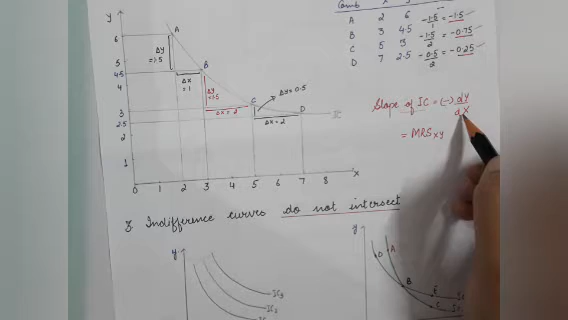 Comb
A 2 6
B 3 4.5 -1.5/1 = -1.5
C 5 3 -1.5/2 = -0.75
D 7 2.5 -0.5/2 = -0.25
y
6
5
4.5
3
2.5
2
1
0 1 2 3 4 5 6 7 8 x
A
Δy
=1.5
Δx
=1
B
Δy
=1.5
Δx = 2
C
Δy = 0.5
Δx = 2
D
IC
Slope of IC = (-) dy/dx
= MRSxy
7. Indifference curves do not intersect
y
IC3
IC2
y
D
A
B
E
C